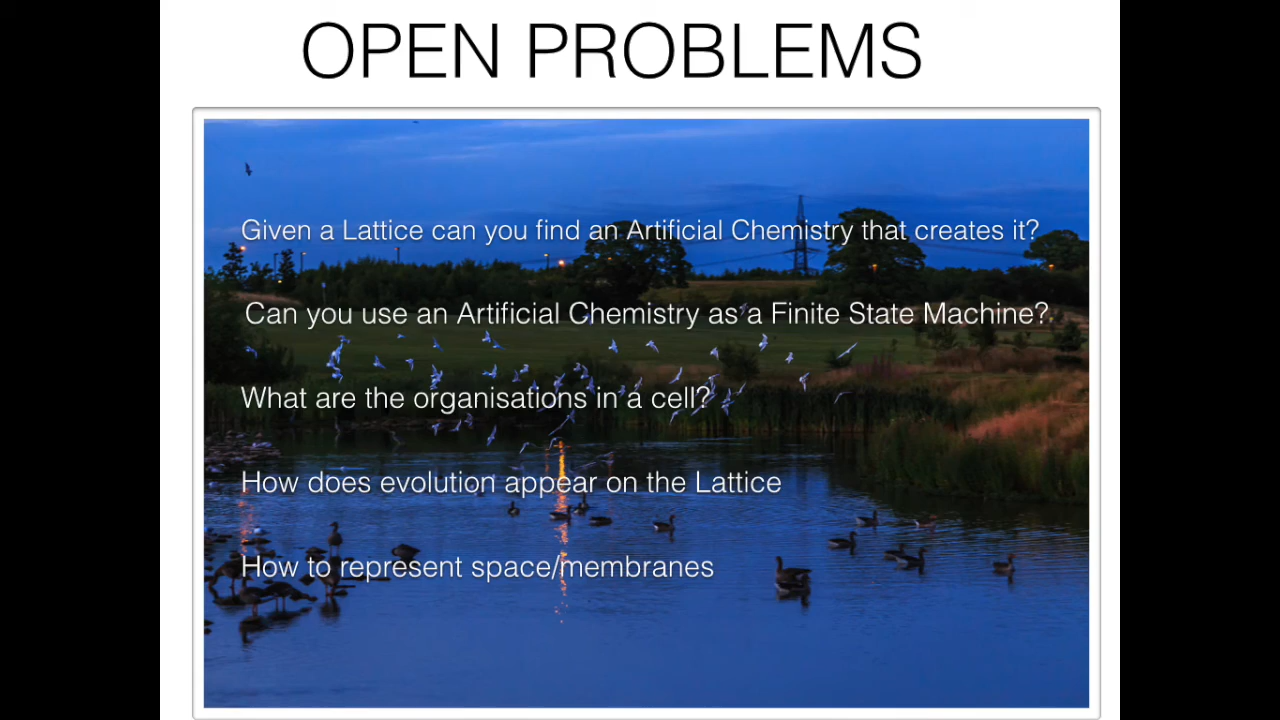 OPEN PROBLEMS
Given a Lattice can you find an Artificial Chemistry that creates it?
Can you use an Artificial Chemistry as a Finite State Machine?
What are the organisations in a cell?
How does evolution appear on the Lattice
How to represent space/membranes